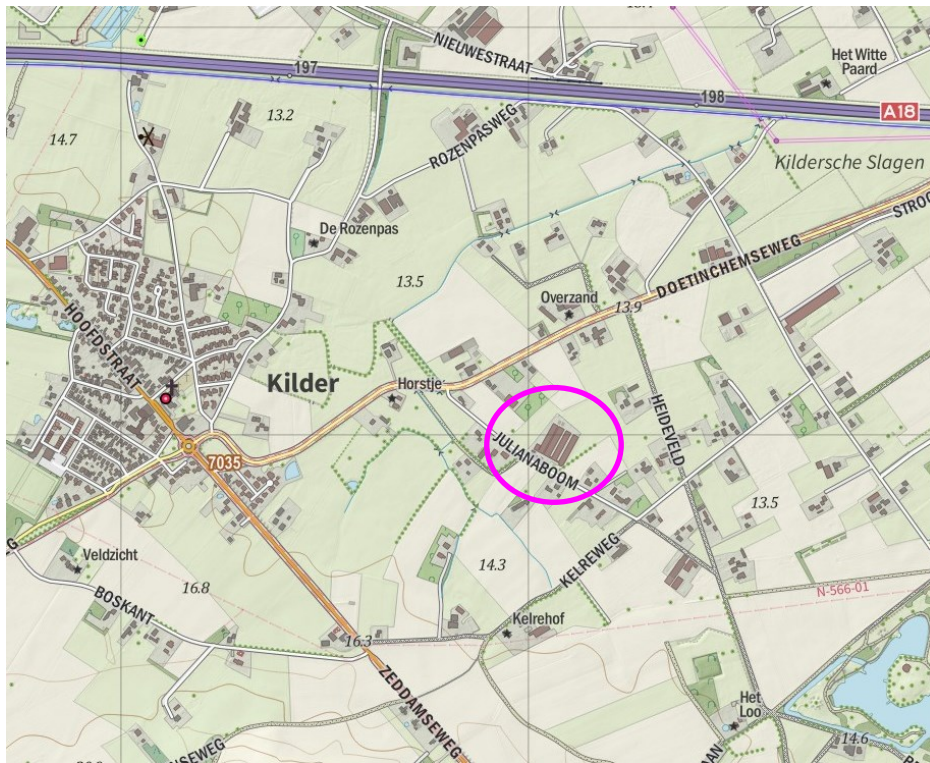 NIEUWESTRAAT
Het Witte
Paard
197
198
A18
13.2
14.7
ROZENPASWEG
Kildersche Slagen
De Rozenpas
13.5
Overzand
13.9
DOETINCHEMSEWEG
HOOFDSTRAAT
Kilder
Horstje
HEIDEVELD
JULIANABOOM
7035
13.5
Veldzicht
14.3
KELREWEG
16.8
BOSKANT
N-566-01
Kelrehof
16.3
ZEDDAMSEWEG
Het
Loo
14.6